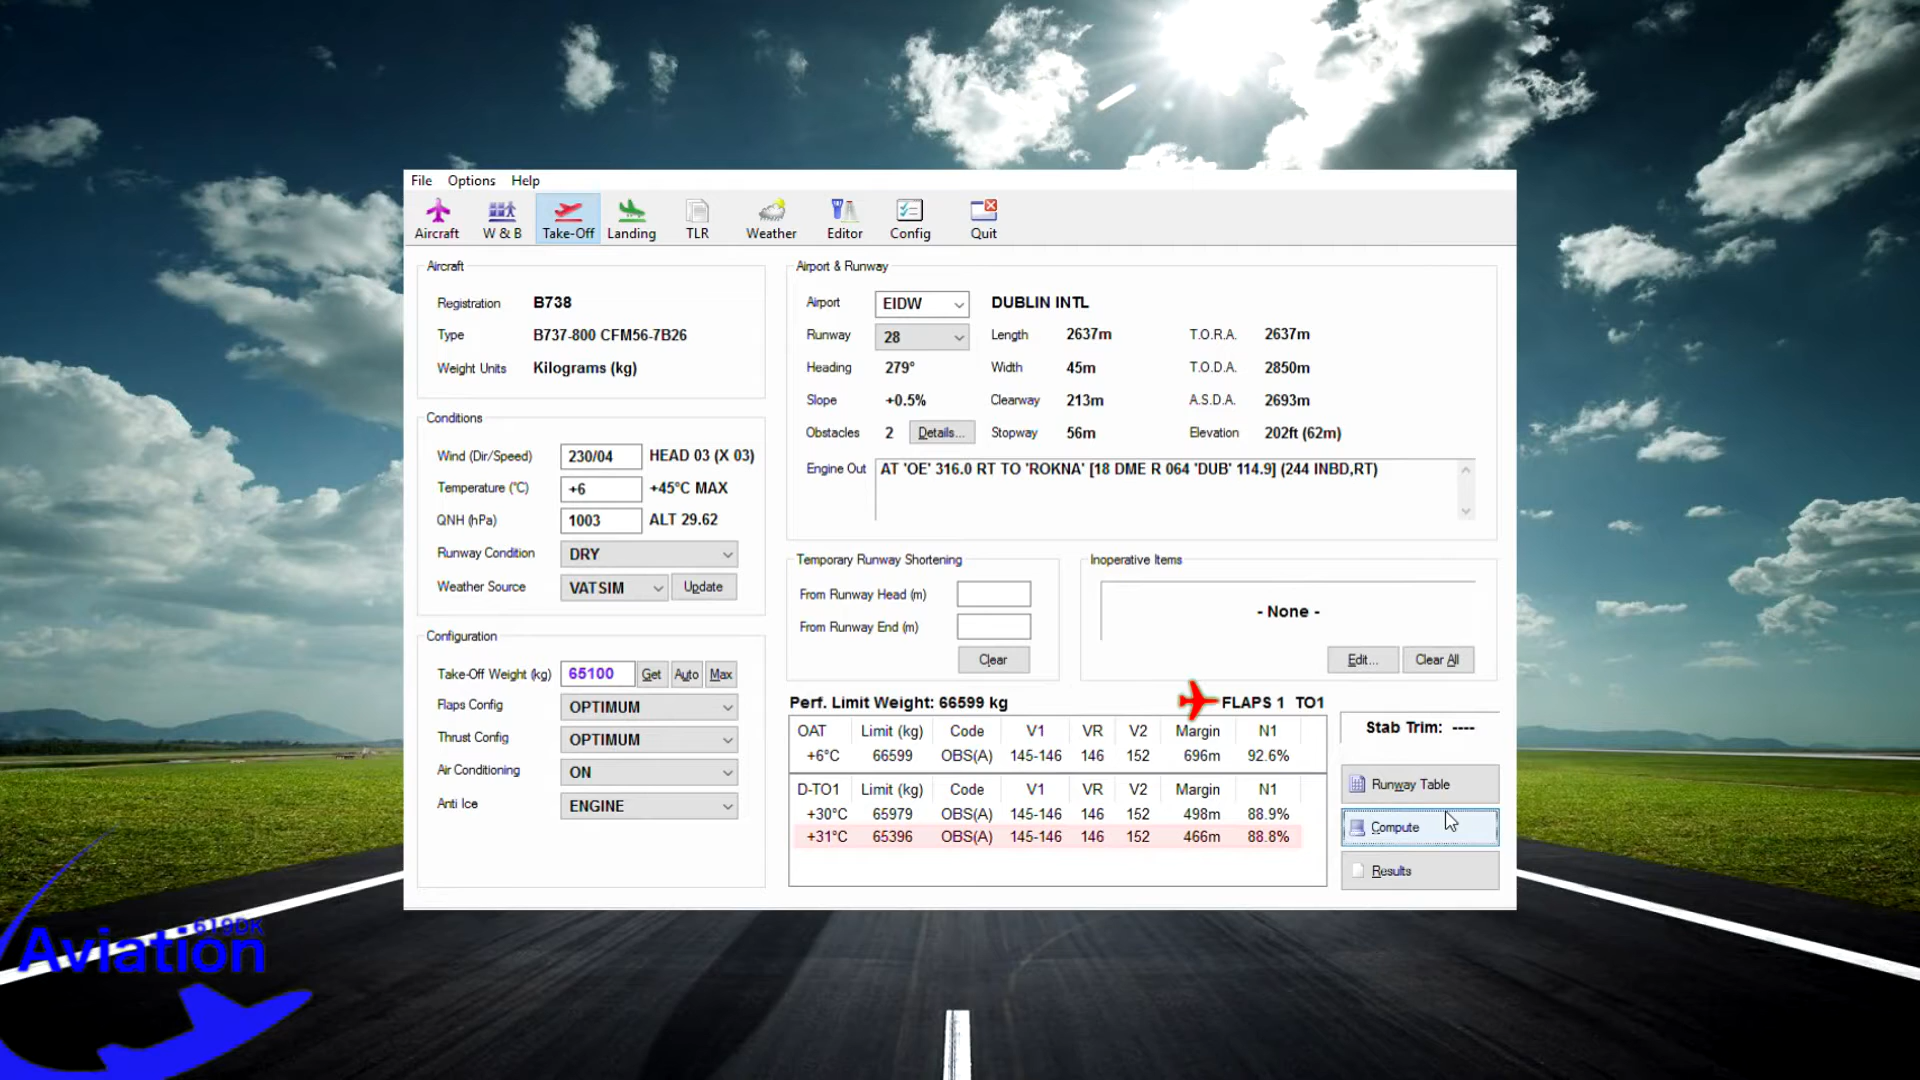 File Options Help
Aircraft W & B Take-Off Landing TLR Weather Editor Config Quit
Aircraft
Registration B738
Type B737-800 CFM56-7B26
Weight Units Kilograms (kg)
Conditions
Wind (Dir/Speed) 230/04 HEAD 03 (X 03)
Temperature (°C) +6 +45°C MAX
QNH (hPa) 1003 ALT 29.62
Runway Condition DRY
Weather Source VATSIM Update
Configuration
Take-Off Weight (kg) 65100 Get Auto Max
Flaps Config OPTIMUM
Thrust Config OPTIMUM
Air Conditioning ON
Anti Ice ENGINE
Airport & Runway
Airport EIDW DUBLIN INTL
Runway 28 Length 2637m T.O.R.A. 2637m
Heading 279° Width 45m T.O.D.A. 2850m
Slope +0.5% Clearway 213m A.S.D.A. 2693m
Obstacles 2 Details... Stopway 56m Elevation 202ft (62m)
Engine Out AT 'OE' 316.0 RT TO 'ROKNA' [18 DME R 064 'DUB' 114.9] (244 INBD,RT)
Temporary Runway Shortening
From Runway Head (m)
From Runway End (m)
Clear
Inoperative Items
- None -
Edit... Clear All
Perf. Limit Weight: 66599 kg FLAPS 1 TO1
OAT Limit (kg) Code V1 VR V2 Margin N1
+6°C 66599 OBS(A) 145-146 146 152 696m 92.6%
D-TO1 Limit (kg) Code V1 VR V2 Margin N1
+30°C 65979 OBS(A) 145-146 146 152 498m 88.9%
+31°C 65396 OBS(A) 145-146 146 152 466m 88.8%
Stab Trim: ----
Runway Table
Compute
Results
619DK
Aviation